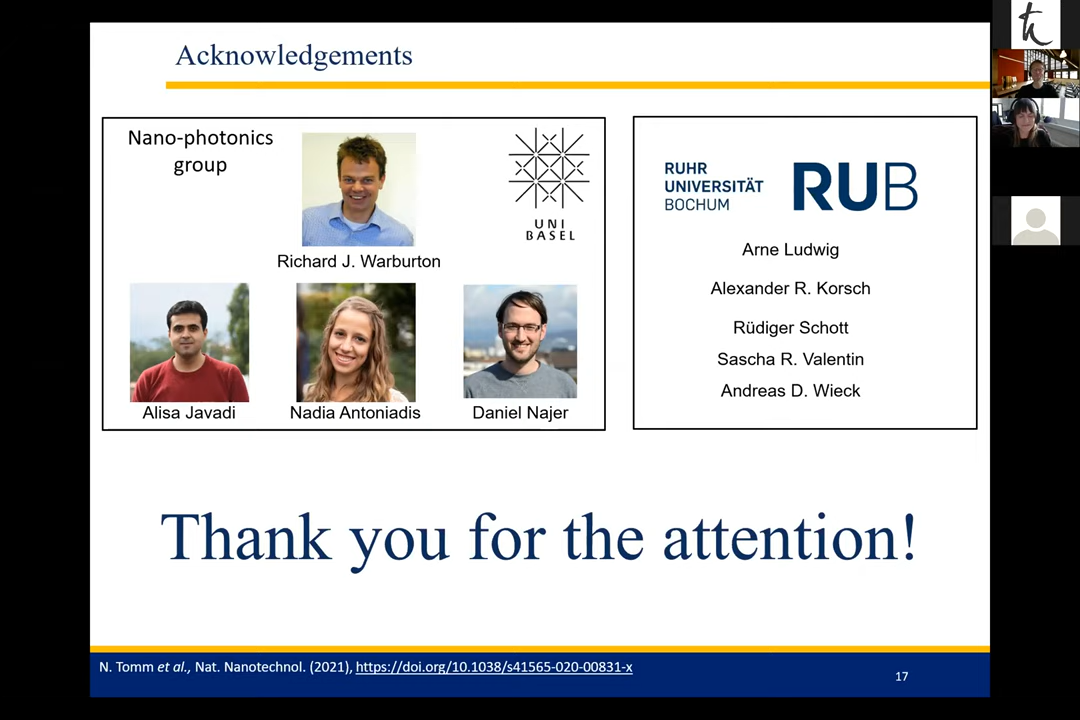 Acknowledgements
Nano-photonics
group
UNI
BASEL
Richard J. Warburton
Alisa Javadi
Nadia Antoniadis
Daniel Najer
RUHR
UNIVERSITÄT
BOCHUM
RUB
Arne Ludwig
Alexander R. Korsch
Rüdiger Schott
Sascha R. Valentin
Andreas D. Wieck
Thank you for the attention!
N. Tomm et al., Nat. Nanotechnol. (2021), https://doi.org/10.1038/s41565-020-00831-x
17